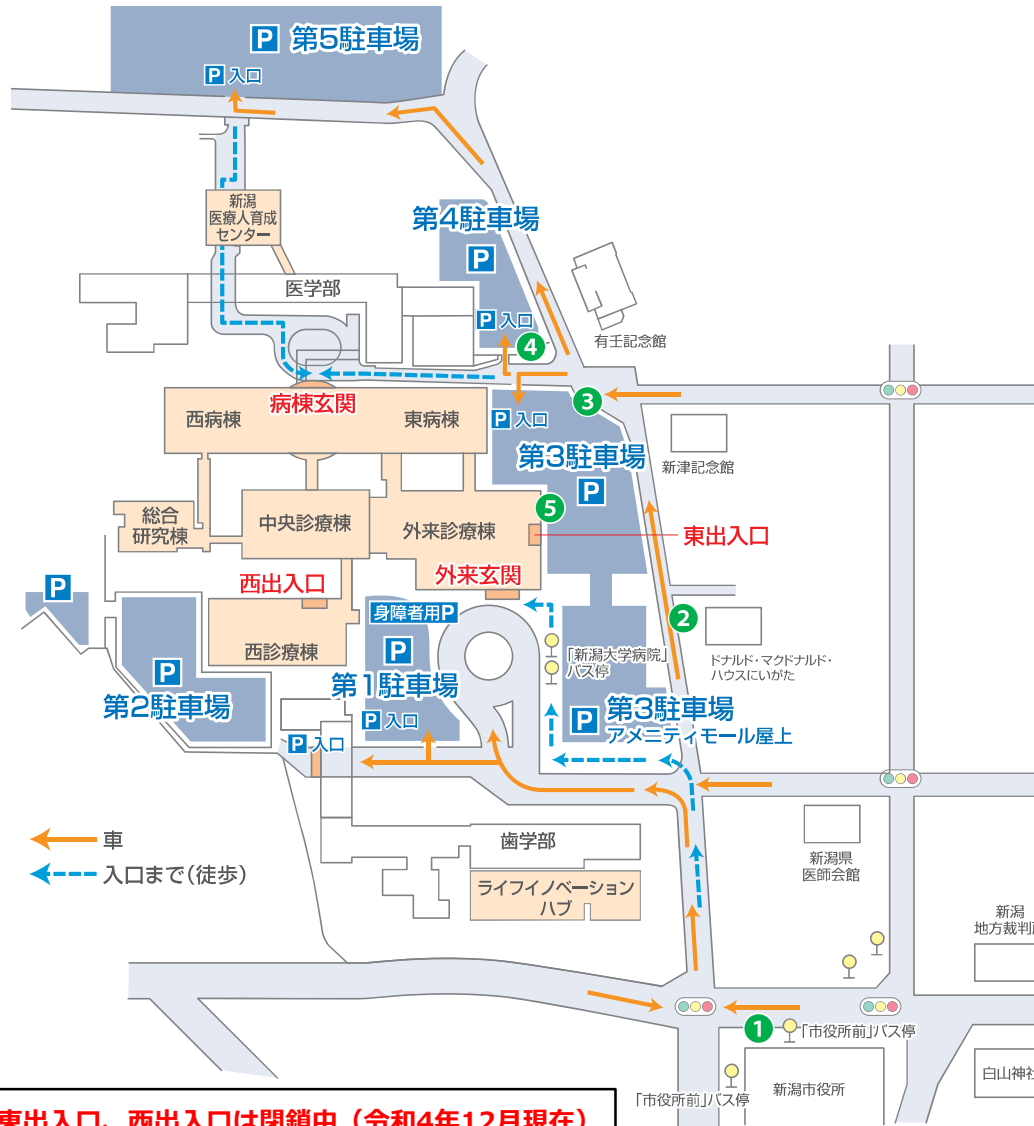 P 第5駐車場
P 入口
新潟
医療人育成
センター
第4駐車場
P
医学部
P 入口
4
有壬記念館
病棟玄関
西病棟
東病棟
3
P 入口
第3駐車場
P
新津記念館
5
総合
研究棟
中央診療棟
外来診療棟
東出入口
西出入口
外来玄関
P
身障者用P
2
P
西診療棟
P
「新潟大学病院」
バス停
ドナルド・マクドナルド・
ハウスにいがた
第2駐車場
第1駐車場
P 入口
P 第3駐車場
アメニティモール屋上
P 入口
車
歯学部
入口まで(徒歩)
新潟県
医師会館
ライフイノベーション
ハブ
新潟
地方裁判
1
「市役所前」バス停
白山神社
「市役所前」バス停
新潟市役所
東出入口、西出入口は閉鎖中(令和4年12月現在)